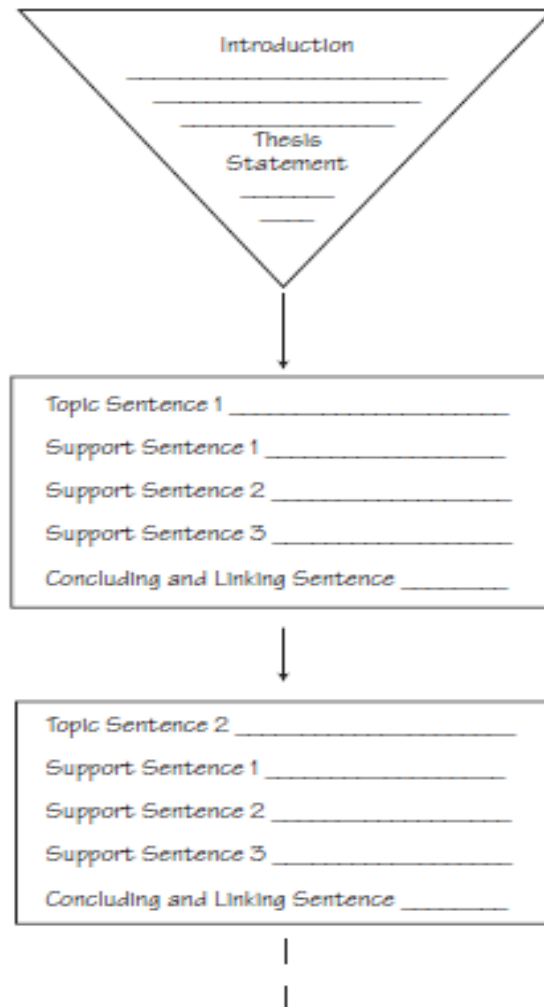 Introduction
Thesis
Statement
Topic Sentence 1
Support Sentence 1
Support Sentence 2
Support Sentence 3
Concluding and Linking Sentence
Topic Sentence 2
Support Sentence 1
Support Sentence 2
Support Sentence 3
Concluding and Linking Sentence